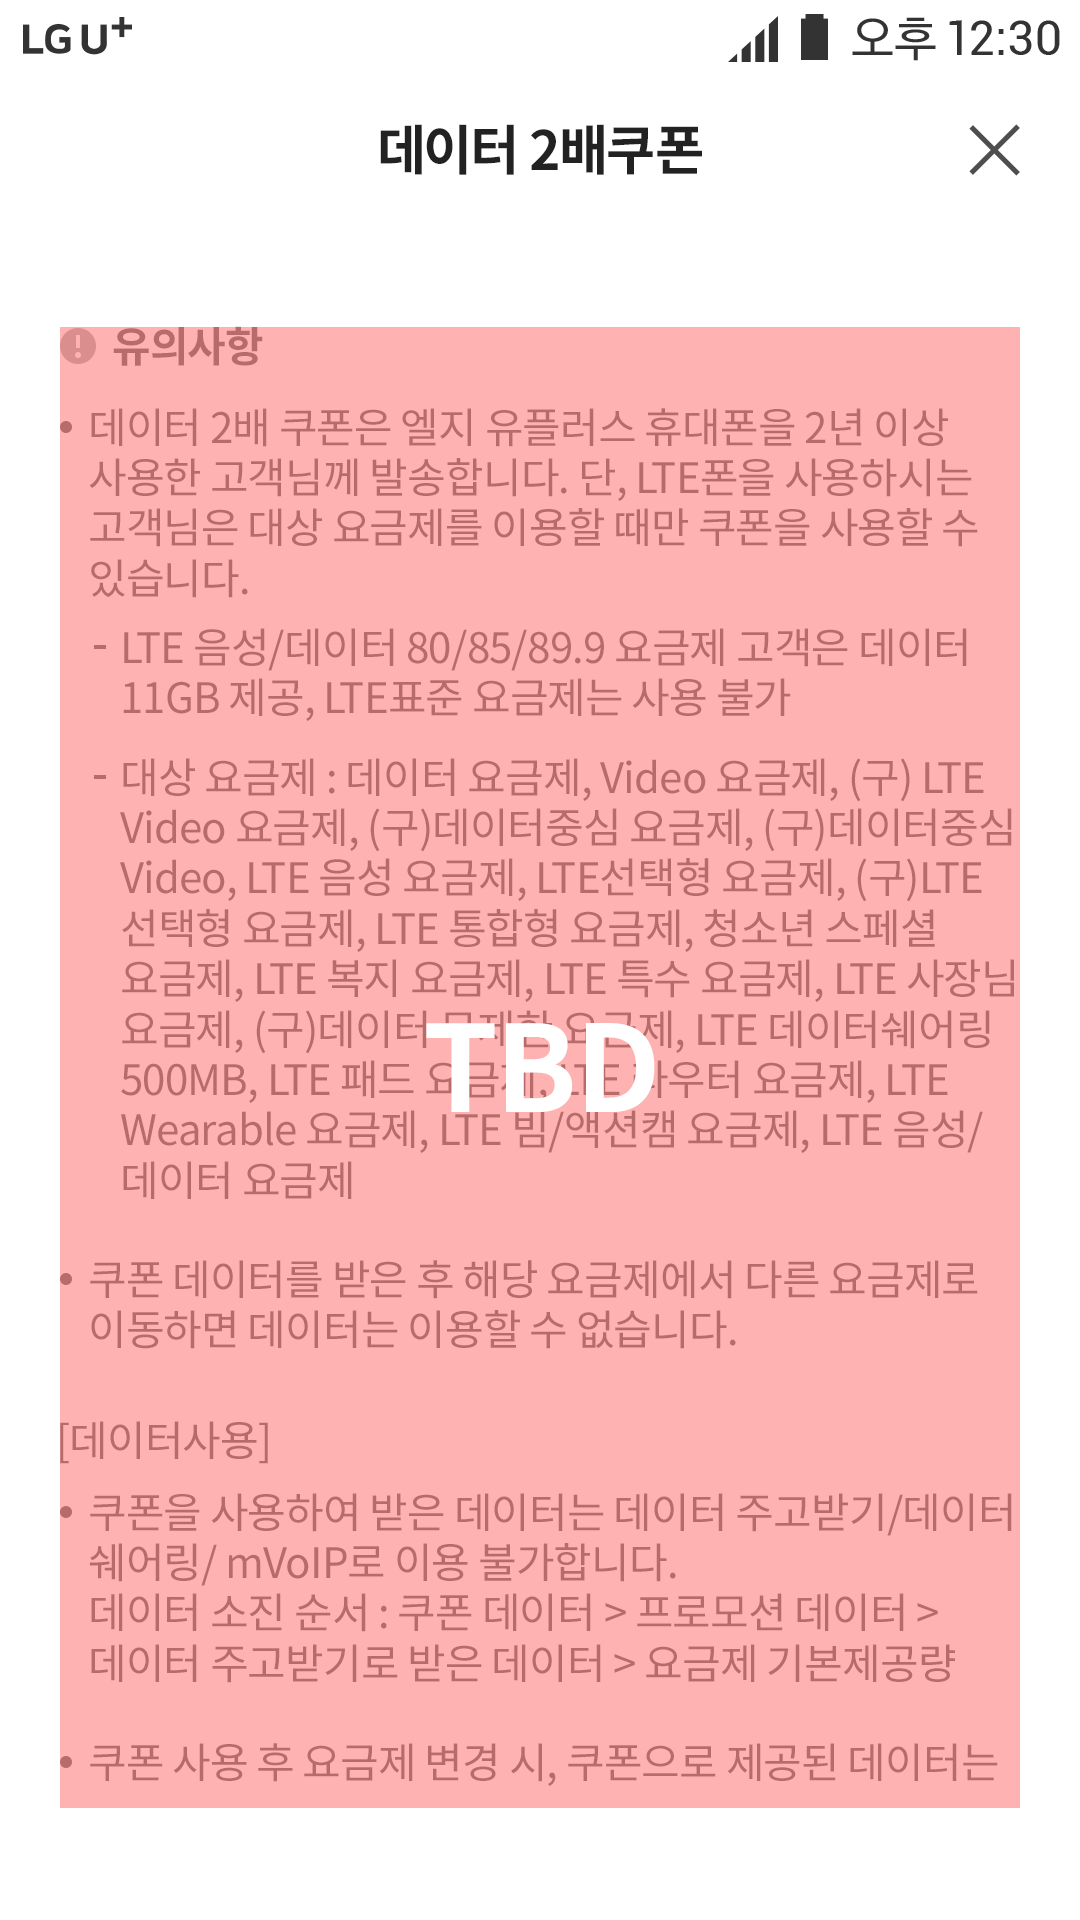 LG U+ 오후 12:30
데이터 2배쿠폰
유의사항
• 데이터 2배 쿠폰은 엘지 유플러스 휴대폰을 2년 이상
사용한 고객님께 발송합니다. 단, LTE폰을 사용하시는
고객님은 대상 요금제를 이용할 때만 쿠폰을 사용할 수
있습니다.
- LTE 음성/데이터 80/85/89.9 요금제 고객은 데이터
11GB 제공, LTE표준 요금제는 사용 불가
- 대상 요금제 : 데이터 요금제, Video 요금제, (구) LTE
Video 요금제, (구)데이터중심 요금제, (구)데이터중심
Video, LTE 음성 요금제, LTE선택형 요금제, (구)LTE
선택형 요금제, LTE 통합형 요금제, 청소년 스페셜
요금제, LTE 복지 요금제, LTE 특수 요금제, LTE 사장님
요금제, (구)데이터 무제한 요금제, LTE 데이터쉐어링
TBD
500MB, LTE 패드 요금제, LTE 라우터 요금제, LTE
Wearable 요금제, LTE 빔/액션캠 요금제, LTE 음성/
데이터 요금제
• 쿠폰 데이터를 받은 후 해당 요금제에서 다른 요금제로
이동하면 데이터는 이용할 수 없습니다.
[데이터사용]
• 쿠폰을 사용하여 받은 데이터는 데이터 주고받기/데이터
쉐어링/ mVoIP로 이용 불가합니다.
데이터 소진 순서 : 쿠폰 데이터 > 프로모션 데이터 >
데이터 주고받기로 받은 데이터 > 요금제 기본제공량
• 쿠폰 사용 후 요금제 변경 시, 쿠폰으로 제공된 데이터는